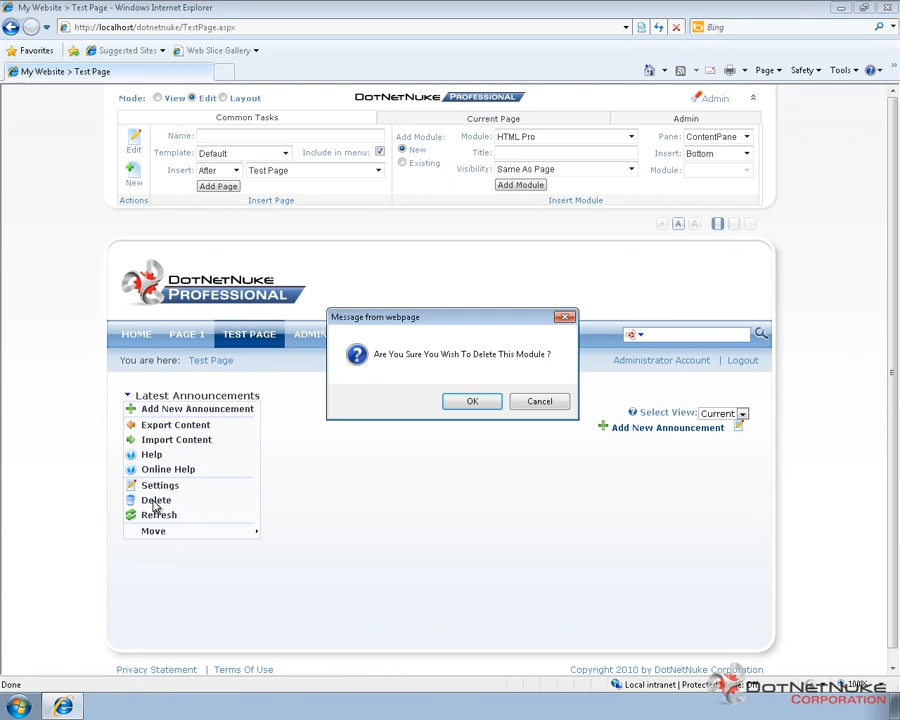 My Website > Test Page - Windows Internet Explorer
http://localhost/dotnetnuke/TestPage.aspx
Bing
Favorites Suggested Sites Web Slice Gallery
My Website > Test Page
Page Safety Tools
Mode: View Edit Layout
DOTNETNUKE PROFESSIONAL
Admin
Common Tasks Current Page Admin
Edit
New
Actions
Name:
Template: Default Include in menu:
Insert: After Test Page
Add Page
Insert Page
Add Module: New Existing
Module: HTML Pro
Title:
Visibility: Same As Page
Add Module
Pane: ContentPane
Insert: Bottom
Module:
Insert Module
A A A
DOTNETNUKE
PROFESSIONAL
HOME PAGE 1 TEST PAGE ADMIN
You are here: Test Page
Administrator Account | Logout
Message from webpage
Are You Sure You Wish To Delete This Module ?
OK Cancel
Latest Announcements
Add New Announcement
Export Content
Import Content
Help
Online Help
Settings
Delete
Refresh
Move
Select View: Current
Add New Announcement
Privacy Statement | Terms Of Use
Copyright 2010 by DotNetNuke Corporation
Done
Local intranet | Protected Mode: Off
100%
DOTNETNUKE
CORPORATION